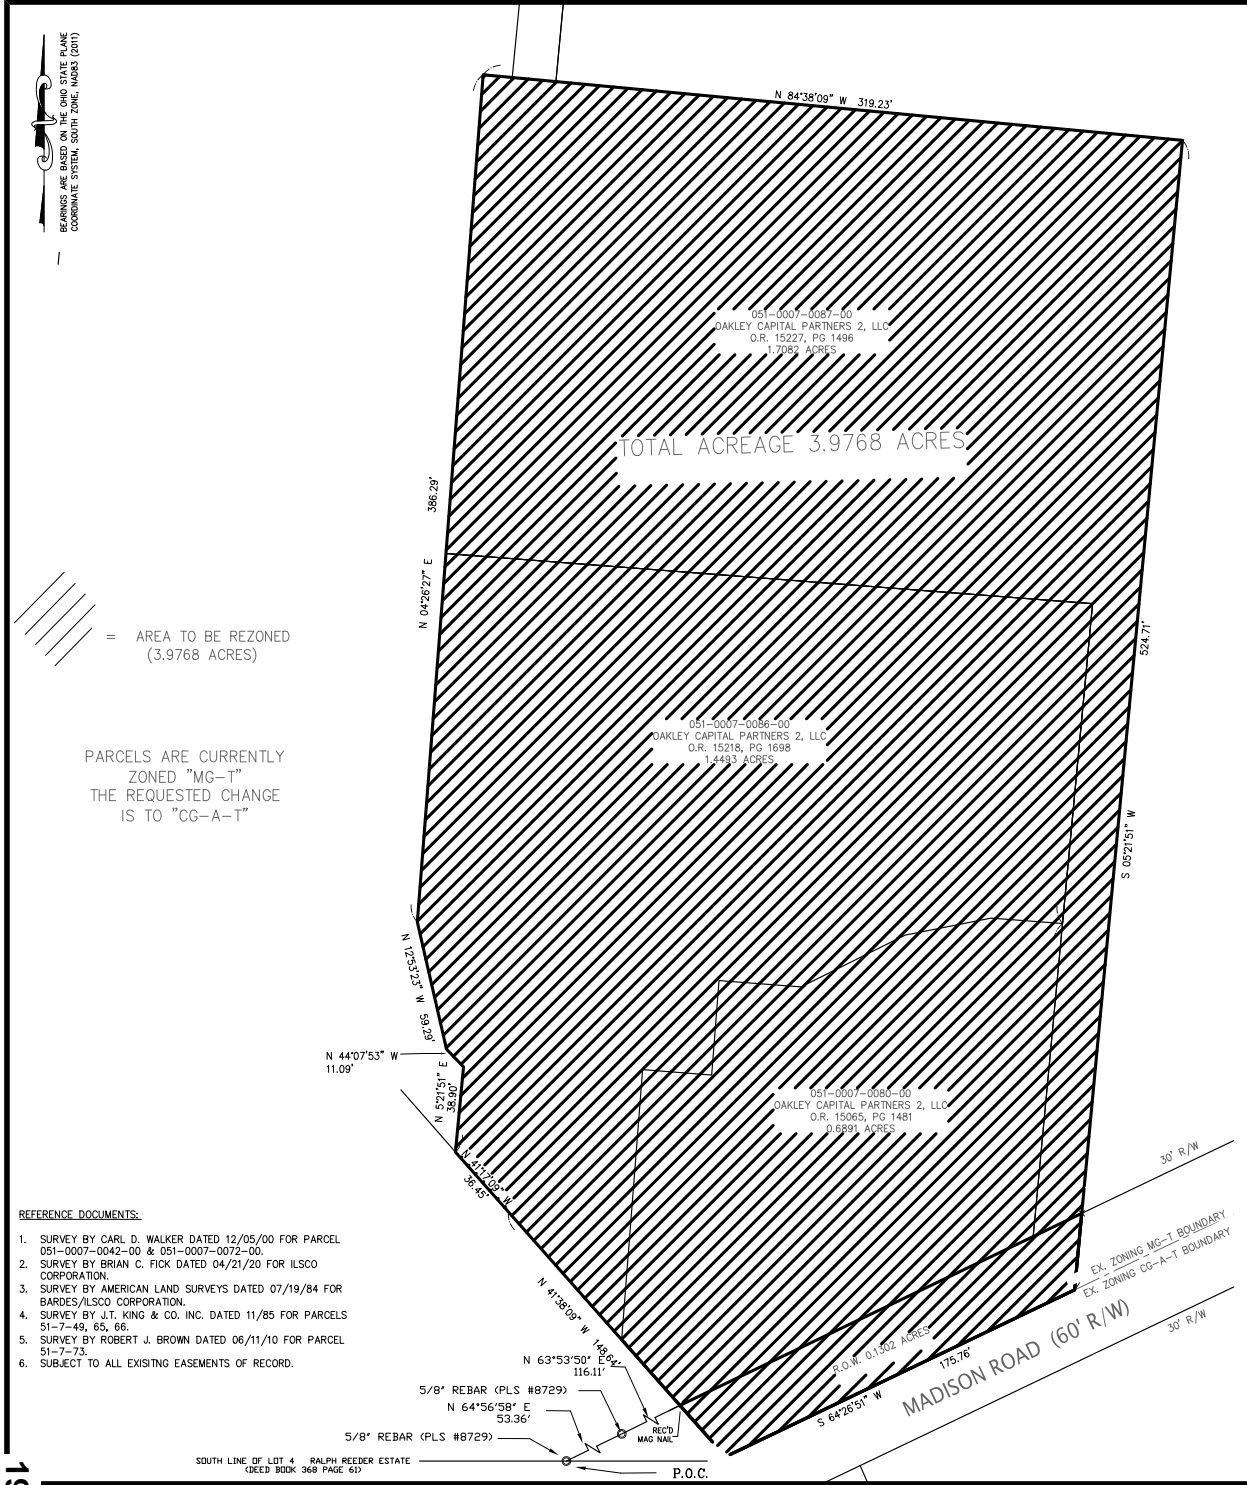 BEARINGS ARE BASED ON THE OHIO STATE PLANE
COORDINATE SYSTEM, SOUTH ZONE, NAD83 (2011)
N 84°38'09" W 319.23'
051-0007-0087-00
OAKLEY CAPITAL PARTNERS 2, LLC
O.R. 15227, PG 1496
1.7082 ACRES
TOTAL ACREAGE 3.9768 ACRES
N 04°26'27" E 386.29'
S 05°21'51" W 524.71'
= AREA TO BE REZONED
(3.9768 ACRES)
PARCELS ARE CURRENTLY
ZONED "MG-T"
THE REQUESTED CHANGE
IS TO "CG-A-T"
051-0007-0086-00
OAKLEY CAPITAL PARTNERS 2, LLC
O.R. 15218, PG 1698
1.4493 ACRES
N 12°53'23" W 59.29'
N 44°07'53" W
11.09'
N 5°21'51" E
38.90'
051-0007-0080-00
OAKLEY CAPITAL PARTNERS 2, LLC
O.R. 15065, PG 1481
0.6891 ACRES
N 41°17'09" W
36.45'
30' R/W
EX. ZONING MG-T BOUNDARY
EX. ZONING CG-A-T BOUNDARY
30' R/W
MADISON ROAD (60' R/W)
R.O.W. 0.1302 ACRES
175.76'
S 64°26'51" W
N 41°38'09" W 148.64'
REFERENCE DOCUMENTS:
1. SURVEY BY CARL D. WALKER DATED 12/05/00 FOR PARCEL
051-0007-0042-00 & 051-0007-0072-00.
2. SURVEY BY BRIAN C. FICK DATED 04/21/20 FOR ILSCO
CORPORATION.
3. SURVEY BY AMERICAN LAND SURVEYS DATED 07/19/84 FOR
BARDES/ILSCO CORPORATION.
4. SURVEY BY J.T. KING & CO. INC. DATED 11/85 FOR PARCELS
51-7-49, 65, 66.
5. SURVEY BY ROBERT J. BROWN DATED 06/11/10 FOR PARCEL
51-7-73.
6. SUBJECT TO ALL EXISITNG EASEMENTS OF RECORD.
N 63°53'50" E
116.11'
5/8" REBAR (PLS #8729)
N 64°56'58" E
53.36'
5/8" REBAR (PLS #8729)
REC'D
MAG NAIL
SOUTH LINE OF LOT 4 RALPH REEDER ESTATE
(DEED BOOK 368 PAGE 61)
P.O.C.